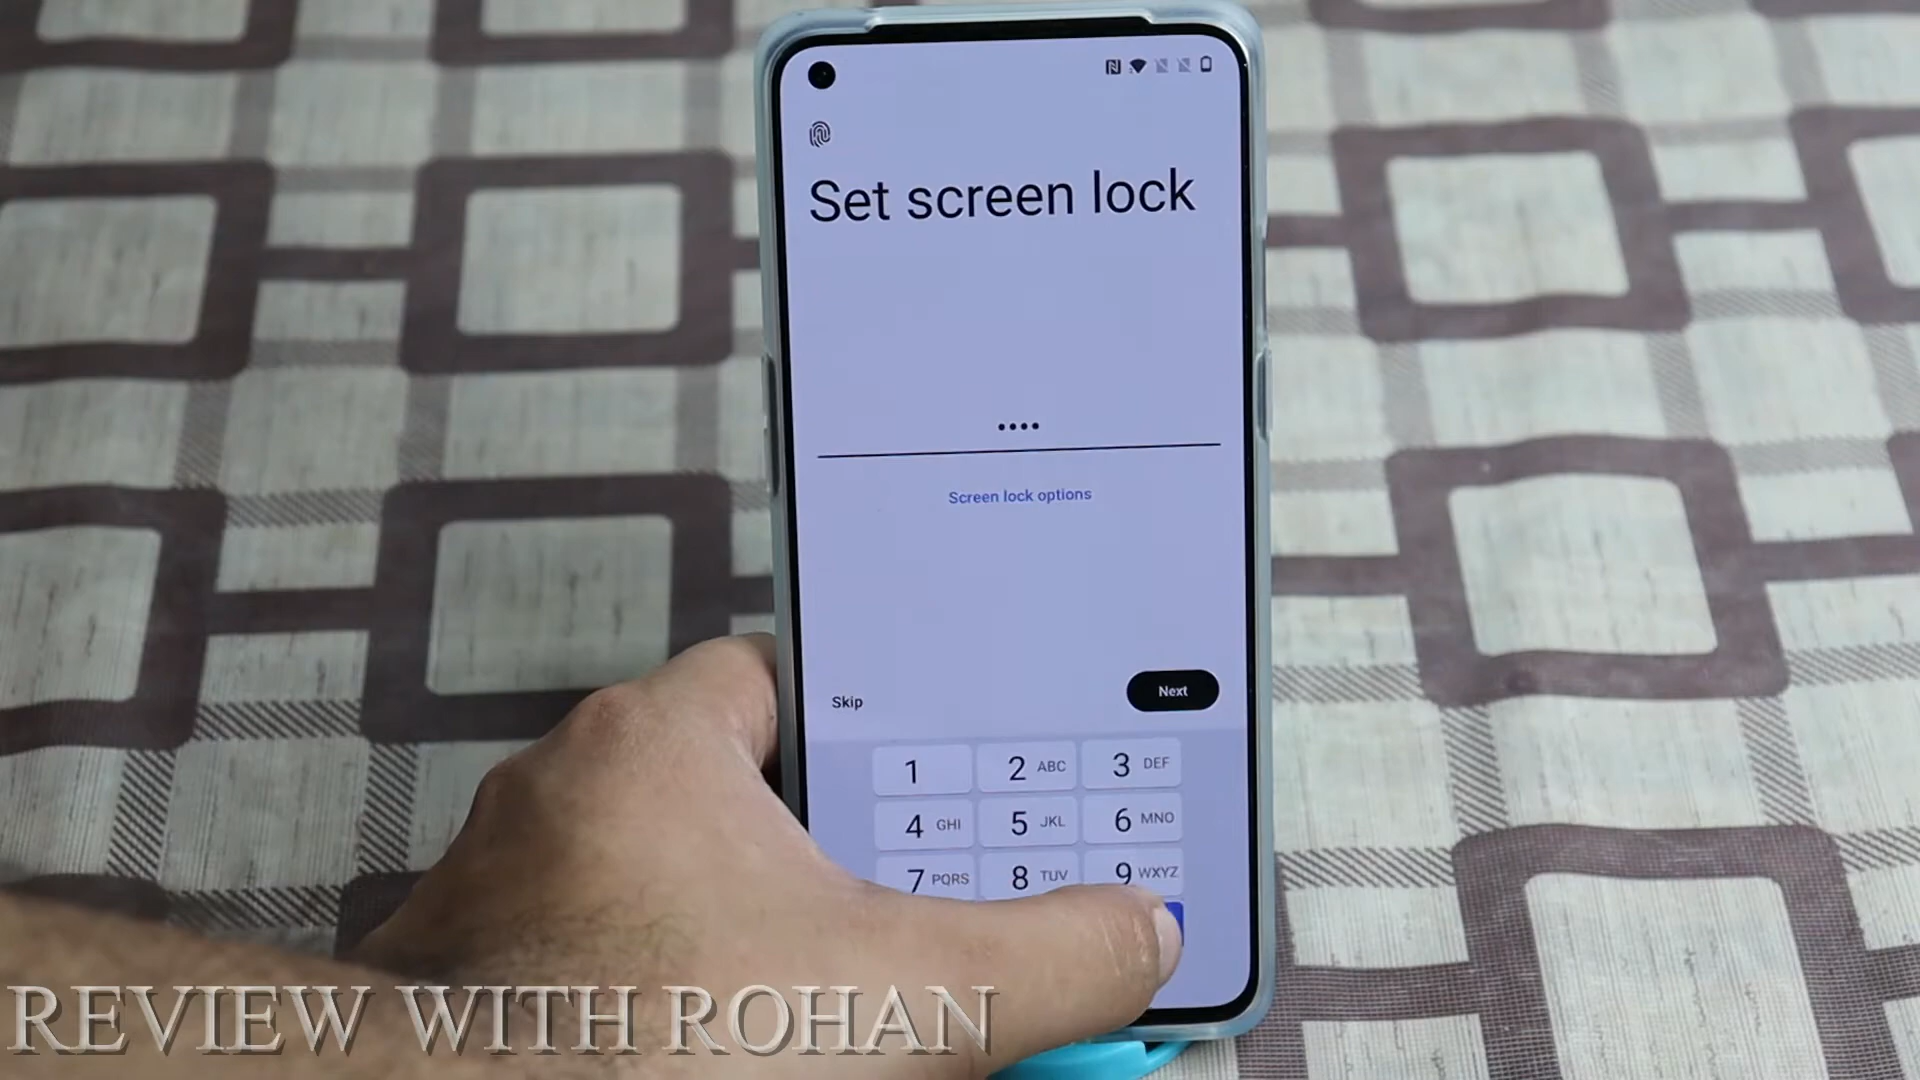 Set screen lock
••••
Screen lock options
Skip
Next
1
2 ABC
3 DEF
4 GHI
5 JKL
6 MNO
7 PQRS
8 TUV
9 WXYZ
REVIEW WITH ROHAN